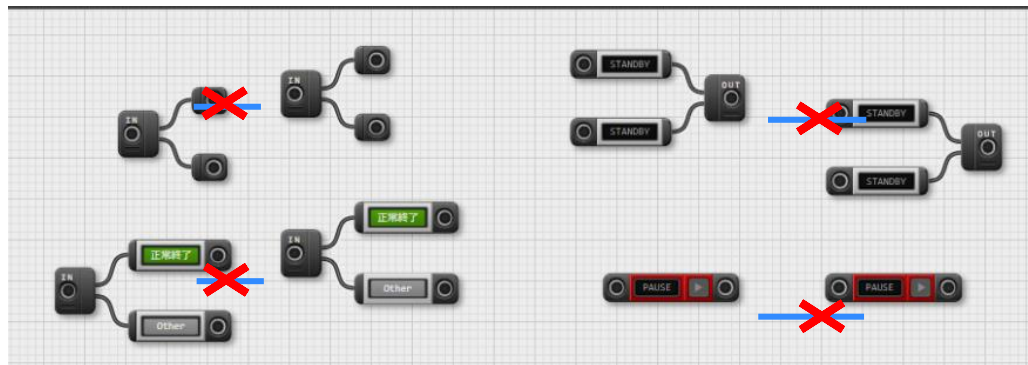 IN
IN
STANDBY
STANDBY
OUT
STANDBY
STANDBY
OUT
IN
正常終了
Other
IN
正常終了
Other
PAUSE
PAUSE